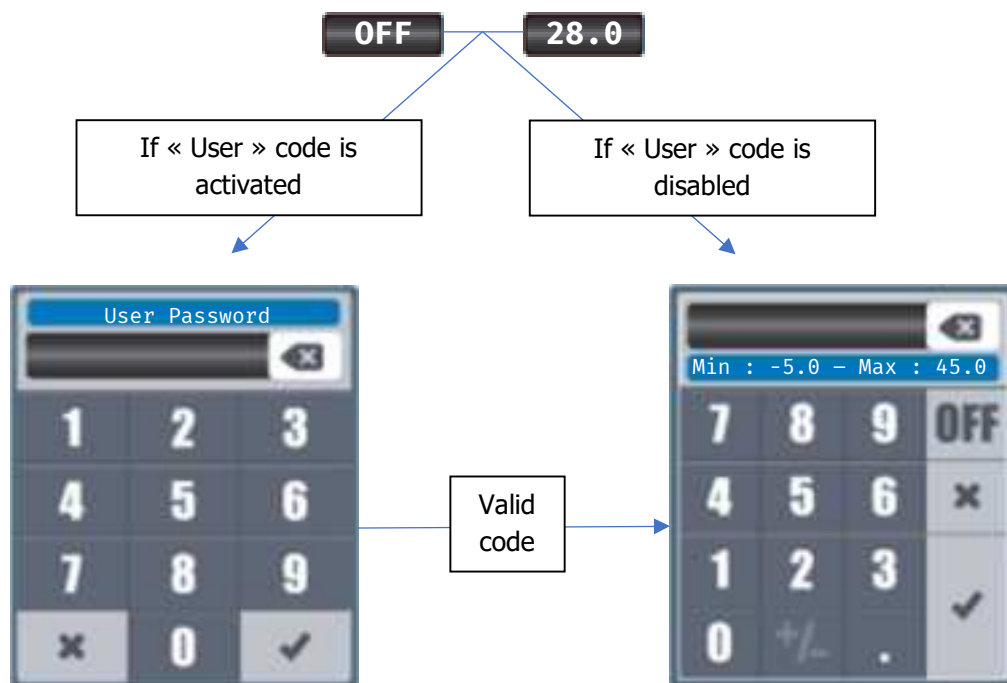 OFF 28.0
If « User » code is
activated
If « User » code is
disabled
User Password
1 2 3
4 5 6
7 8 9
0
Valid
code
Min : -5.0 – Max : 45.0
7 8 9 OFF
4 5 6
1 2 3
0 +/- .